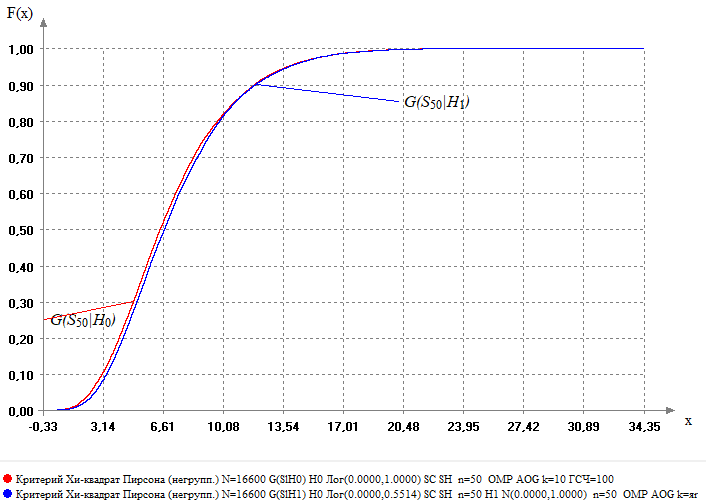 F(x)
1,00
0,90
0,80
0,70
0,60
0,50
0,40
0,30
0,20
0,10
0,00
G(S50|H1)
G(S50|H0)
-0,33 3,14 6,61 10,08 13,54 17,01 20,48 23,95 27,42 30,89 34,35
x
Критерий Хи-квадрат Пирсона (негрупп.) N=16600 G(S|H0) H0 Лог(0.0000,1.0000) SC SH n=50 ОМР AOG k=10 ГСЧ=100
Критерий Хи-квадрат Пирсона (негрупп.) N=16600 G(S|H1) H0 Лог(0.0000,0.5514) SC SH n=50 H1 N(0.0000,1.0000) n=50 ОМР AOG